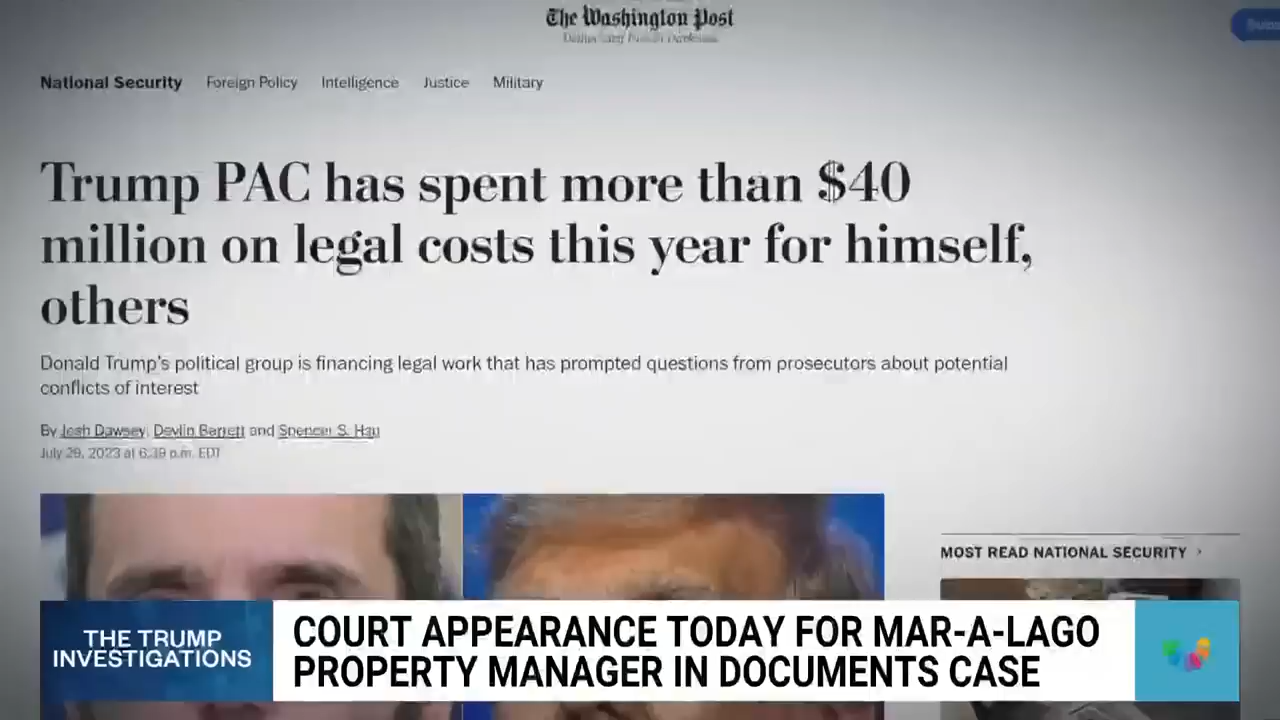 The Washington Post
National Security Foreign Policy Intelligence Justice Military
Trump PAC has spent more than $40
million on legal costs this year for himself,
others
Donald Trump's political group is financing legal work that has prompted questions from prosecutors about potential
conflicts of interest
By Josh Dawsey, Devlin Barrett and Spencer S. Hsu
July 29, 2023 at 6:39 p.m. EDT
MOST READ NATIONAL SECURITY ›
THE TRUMP
INVESTIGATIONS
COURT APPEARANCE TODAY FOR MAR-A-LAGO
PROPERTY MANAGER IN DOCUMENTS CASE